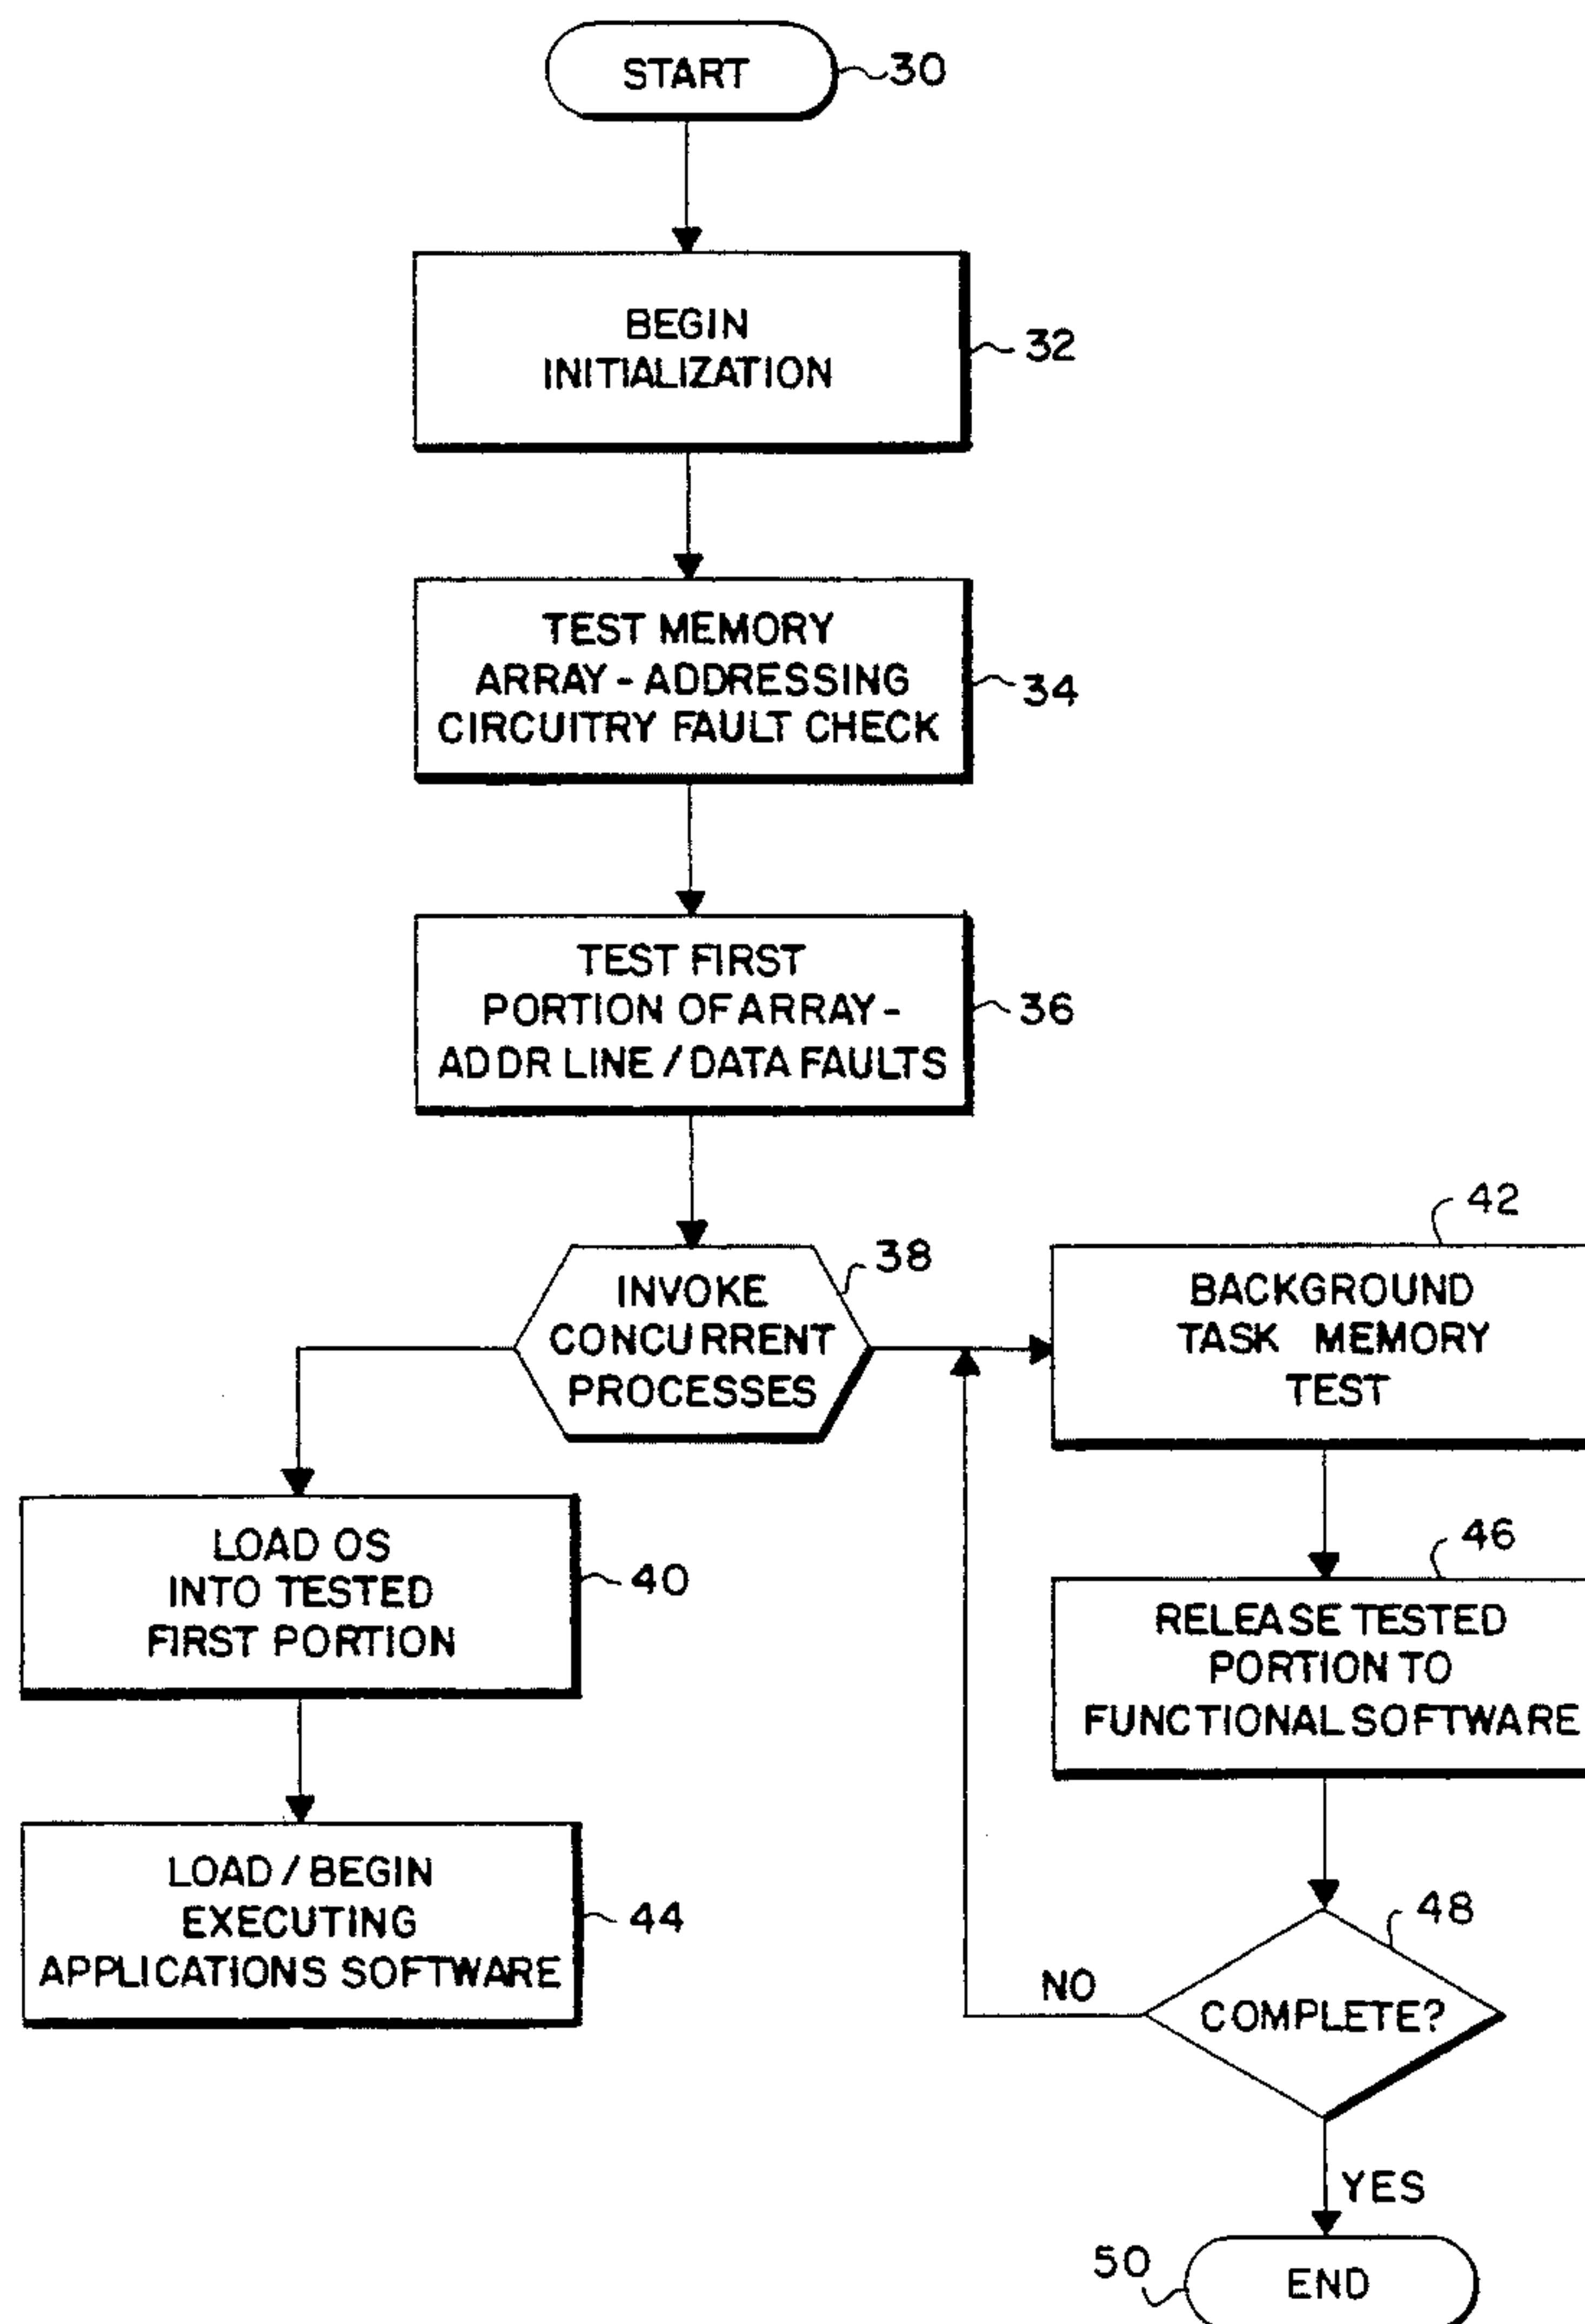 START
30
BEGIN
INITIALIZATION
32
TEST MEMORY
ARRAY - ADDRESSING
CIRCUITRY FAULT CHECK
34
TEST FIRST
PORTION OF ARRAY -
ADDR LINE / DATA FAULTS
36
INVOKE
CONCURRENT
PROCESSES
38
BACKGROUND
TASK MEMORY
TEST
42
LOAD OS
INTO TESTED
FIRST PORTION
40
RELEASE TESTED
PORTION TO
FUNCTIONAL SOFTWARE
46
LOAD / BEGIN
EXECUTING
APPLICATIONS SOFTWARE
44
COMPLETE?
48
NO
YES
END
50